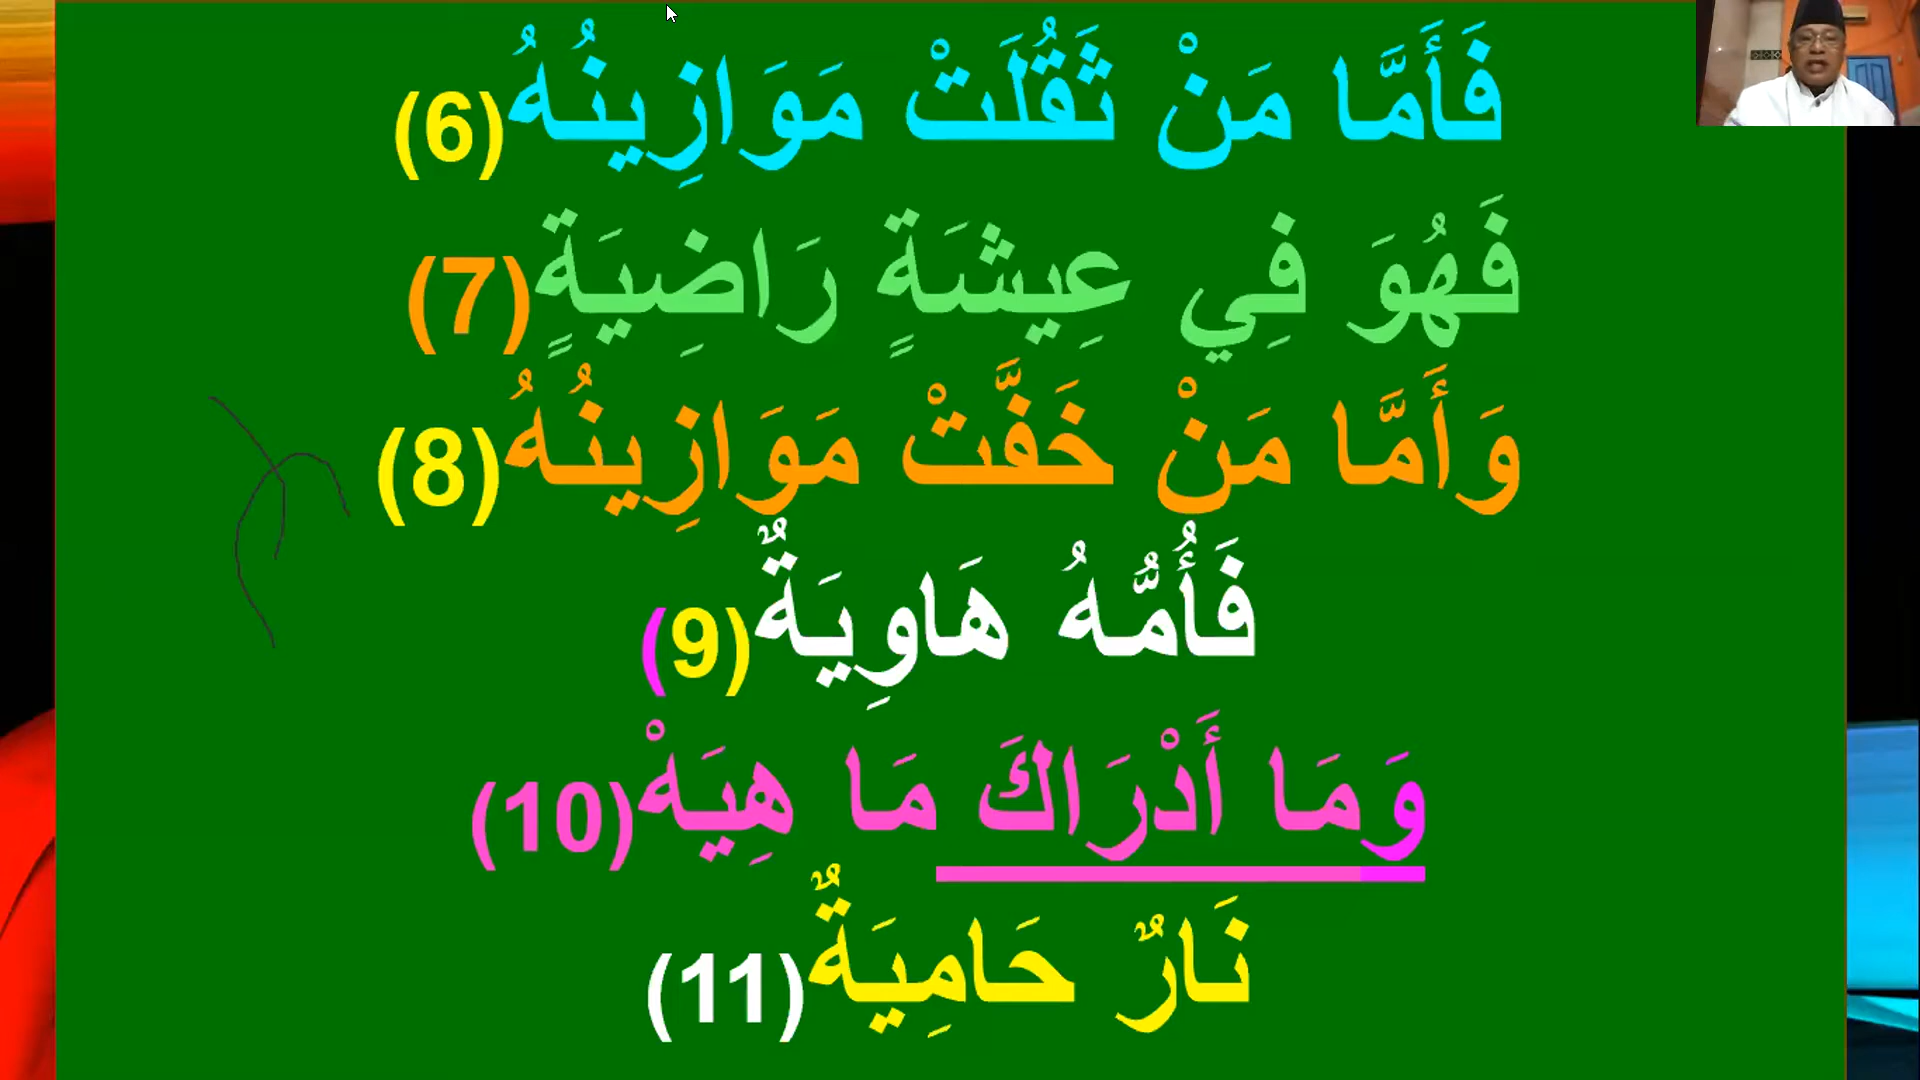 فَأَمَّا مَنْ ثَقُلَتْ مَوَازِينُهُ(6)
فَهُوَ فِي عِيشَةٍ رَاضِيَةٍ(7)
وَأَمَّا مَنْ خَفَّتْ مَوَازِينُهُ(8)
فَأُمُّهُ هَاوِيَةٌ(9)
وَمَا أَدْرَاكَ مَا هِيَهْ(10)
نَارٌ حَامِيَةٌ(11)